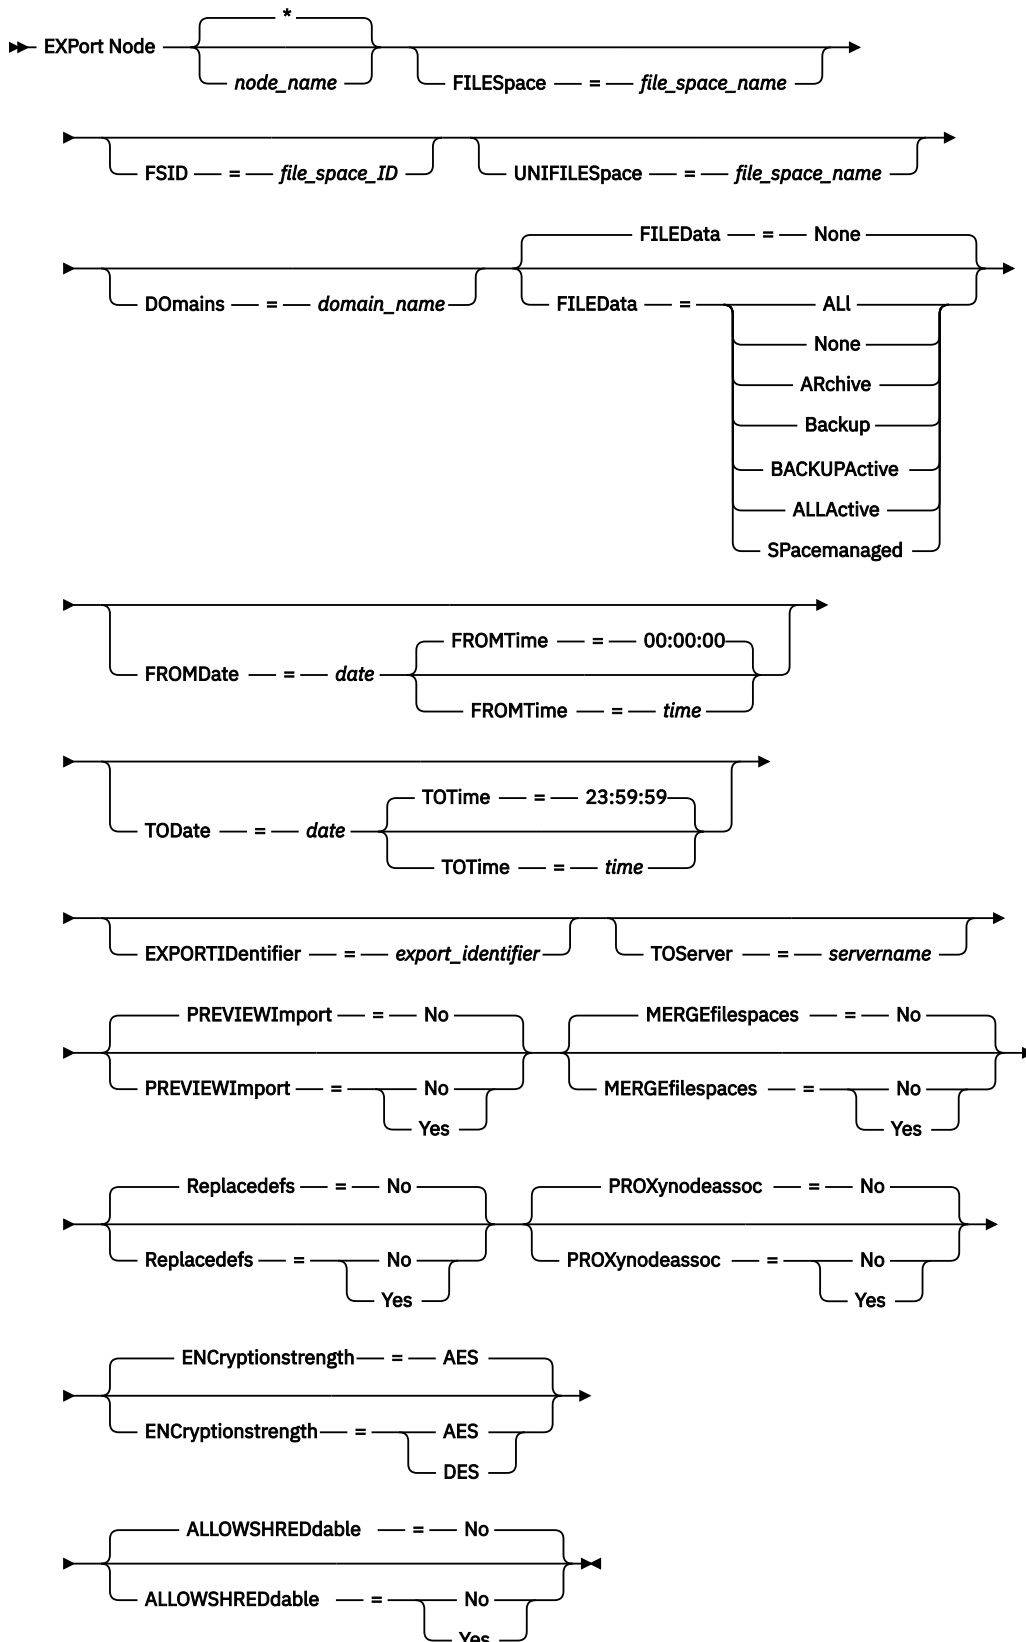 *
EXPort Node
node_name
FILESpace = file_space_name
FSID = file_space_ID
UNIFILESpace = file_space_name
FILEData = None
DOmains = domain_name
FILEData = ALl
None
ARchive
Backup
BACKUPActive
ALLActive
SPacemanaged
FROMTime = 00:00:00
FROMDate = date
FROMTime = time
TOTime = 23:59:59
TODate = date
TOTime = time
EXPORTIDentifier = export_identifier
TOServer = servername
PREVIEWImport = No
MERGEfilespaces = No
PREVIEWImport = No
Yes
MERGEfilespaces = No
Yes
Replacedefs = No
PROXynodeassoc = No
Replacedefs = No
Yes
PROXynodeassoc = No
Yes
ENCryptionstrength = AES
ENCryptionstrength = AES
DES
ALLOWSHREDdable = No
ALLOWSHREDdable = No
Yes